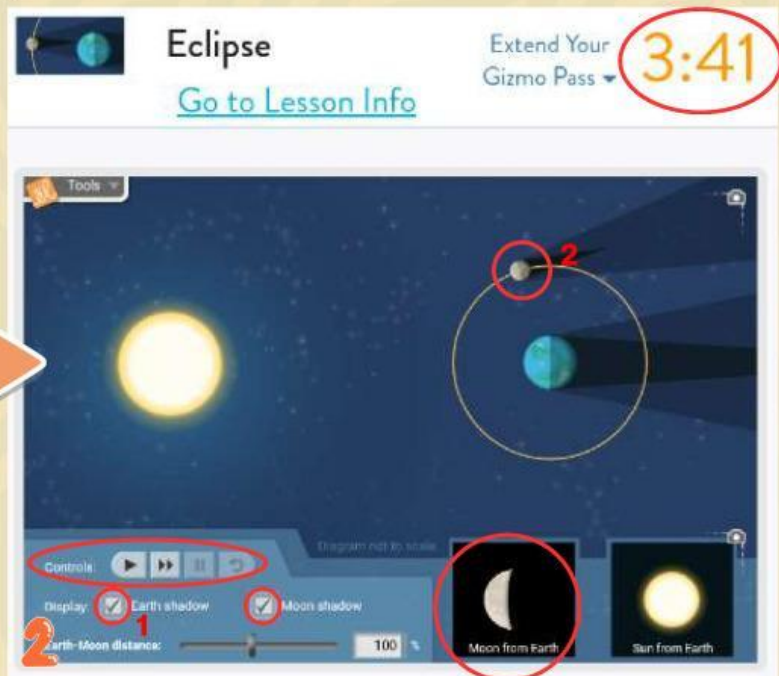 Eclipse
Go to Lesson Info
Extend Your
Gizmo Pass
3:41
Tools
2
Diagram not to scale
Controls:
Display: Earth shadow Moon shadow
1
2
Earth-Moon distance: 100 %
Moon from Earth
Sun from Earth